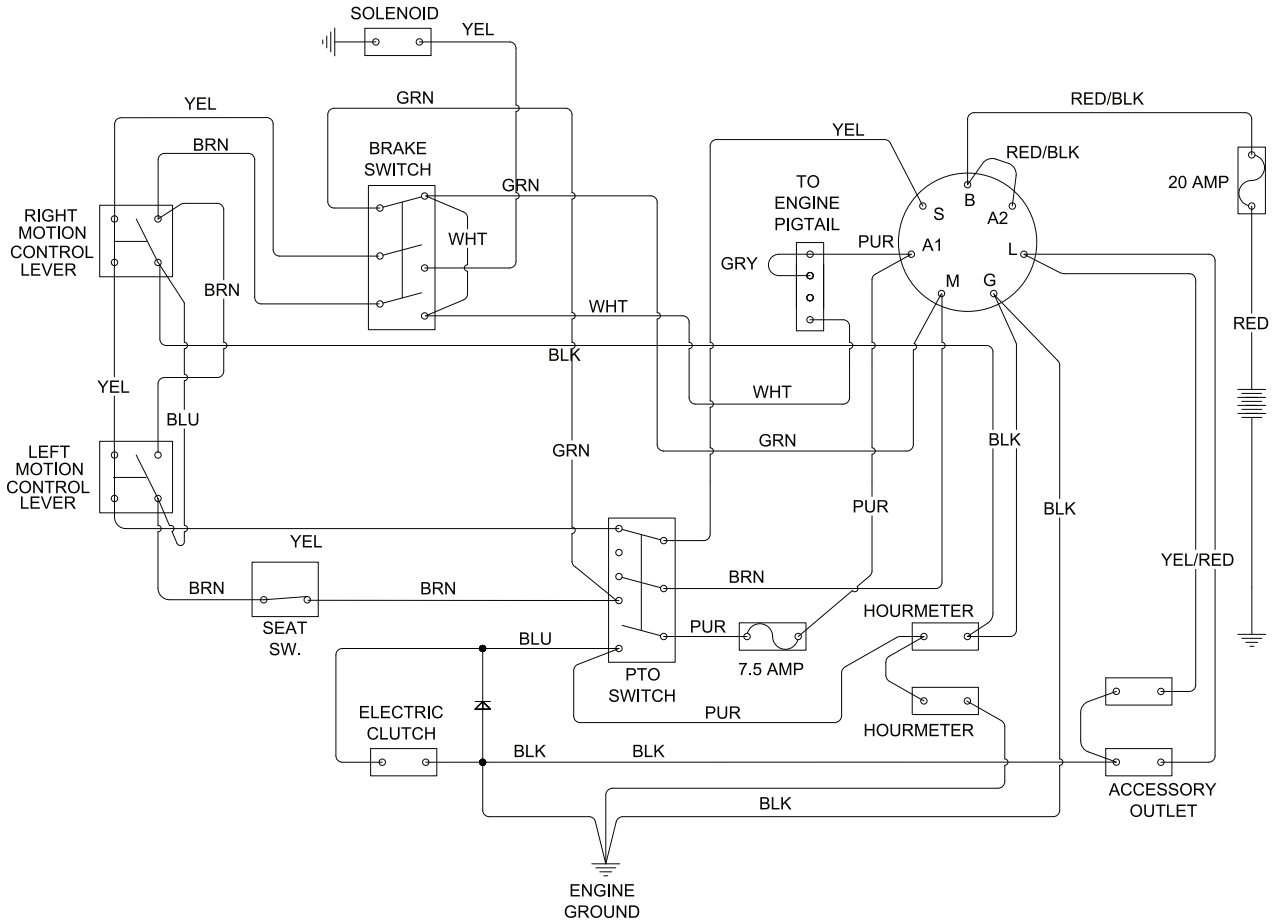 SOLENOID
YEL
GRN
YEL
RED/BLK
BRN
YEL
BRAKE
SWITCH
RED/BLK
TO
ENGINE
PIGTAIL
20 AMP
GRN
B
S
A2
RIGHT
MOTION
CONTROL
LEVER
WHT
PUR
A1
L
GRY
M
G
BRN
WHT
RED
BLK
YEL
WHT
BLU
GRN
BLK
LEFT
MOTION
CONTROL
LEVER
GRN
PUR
BLK
YEL
YEL/RED
BRN
BRN
BRN
HOURMETER
SEAT
SW.
BLU
PUR
7.5 AMP
PTO
SWITCH
PUR
ELECTRIC
CLUTCH
HOURMETER
BLK
BLK
ACCESSORY
OUTLET
BLK
ENGINE
GROUND